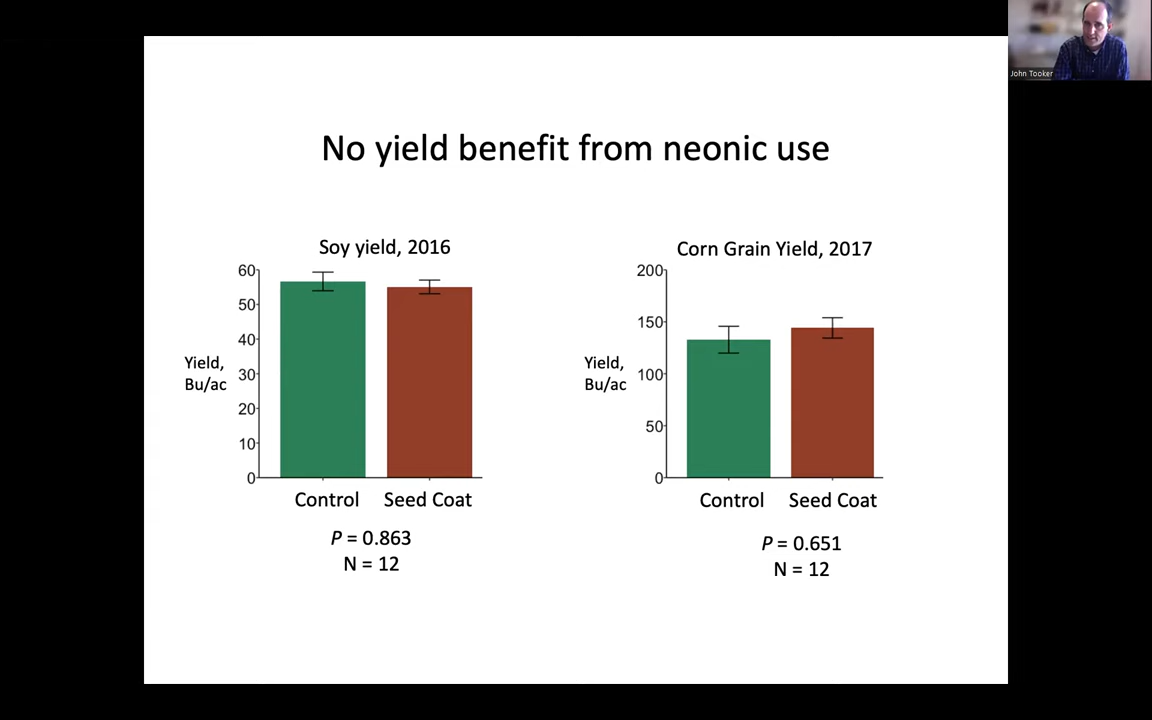 John Tooker
No yield benefit from neonic use
Soy yield, 2016
60
50
40
30
20
10
0
Yield,
Bu/ac
Control
Seed Coat
P = 0.863
N = 12
Corn Grain Yield, 2017
200
150
100
50
0
Yield,
Bu/ac
Control
Seed Coat
P = 0.651
N = 12